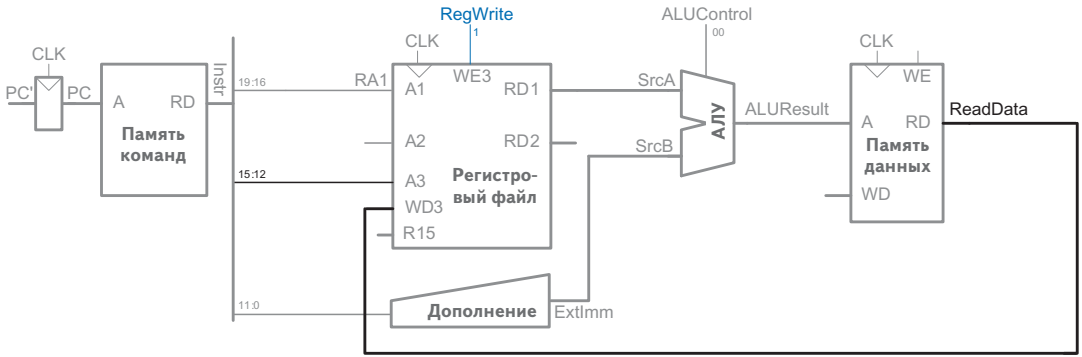 RegWrite
1
ALUControl
00
CLK
PC'
PC
A
RD
Память
команд
Instr
19:16
RA1
CLK
WE3
A1
RD1
A2
RD2
15:12
A3
WD3
R15
Регистро-
вый файл
SrcA
SrcB
АЛУ
ALUResult
CLK
WE
A
RD
Память
данных
WD
ReadData
11:0
Дополнение
ExtImm